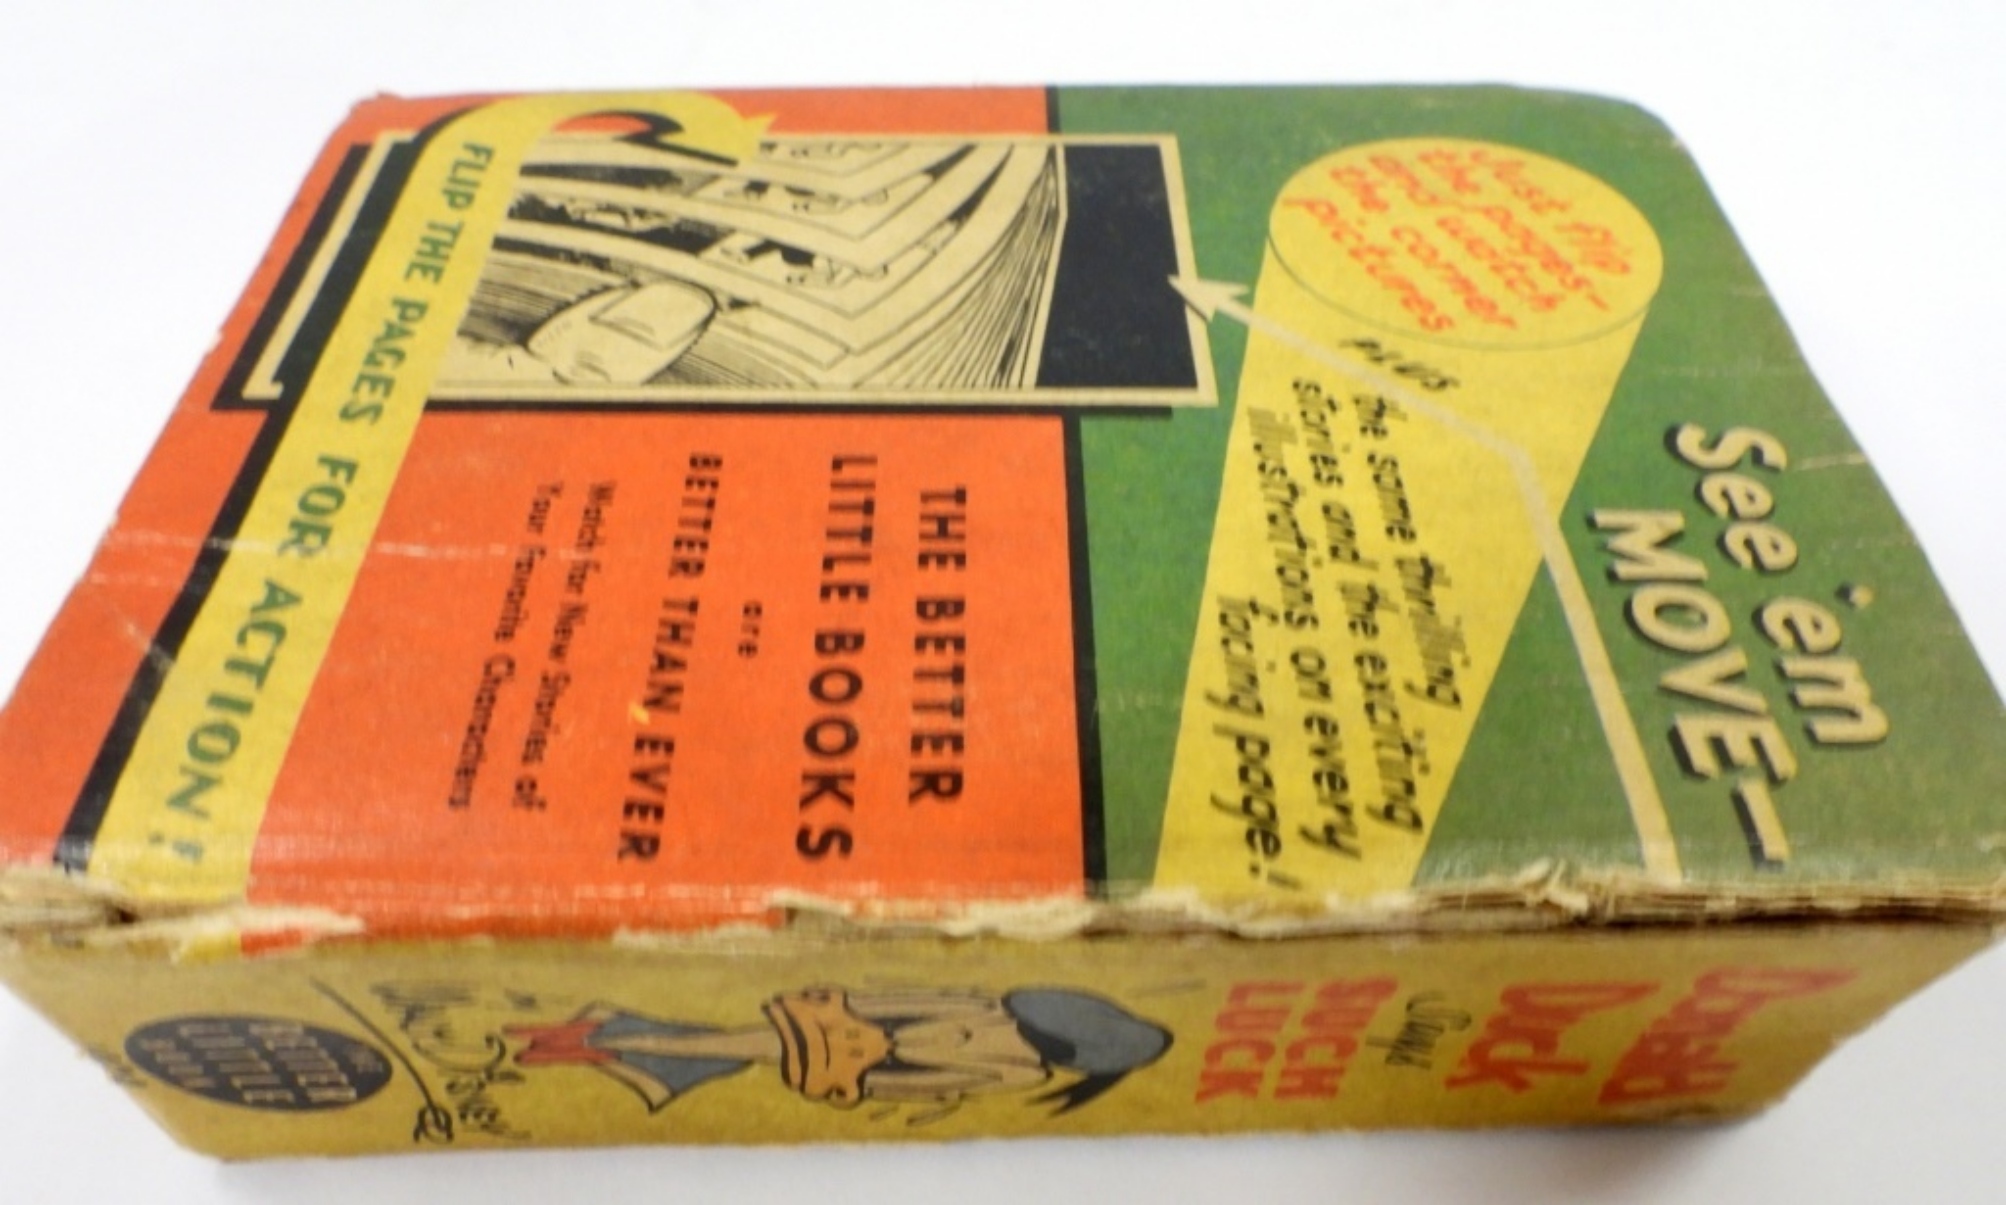 See 'em
MOVE—
Just flip
the pages-
and watch
the corner
pictures
PLUS
the same thrilling
stories and the exciting
illustrations on every
facing page!
THE BETTER
LITTLE BOOKS
are
BETTER THAN EVER
Watch for New Stories of
Your Favorite Characters
FLIP THE PAGES FOR ACTION!
Donald
Duck
Says
SUCH
LUCK
Walt Disney
THE
BETTER
LITTLE
BOOK